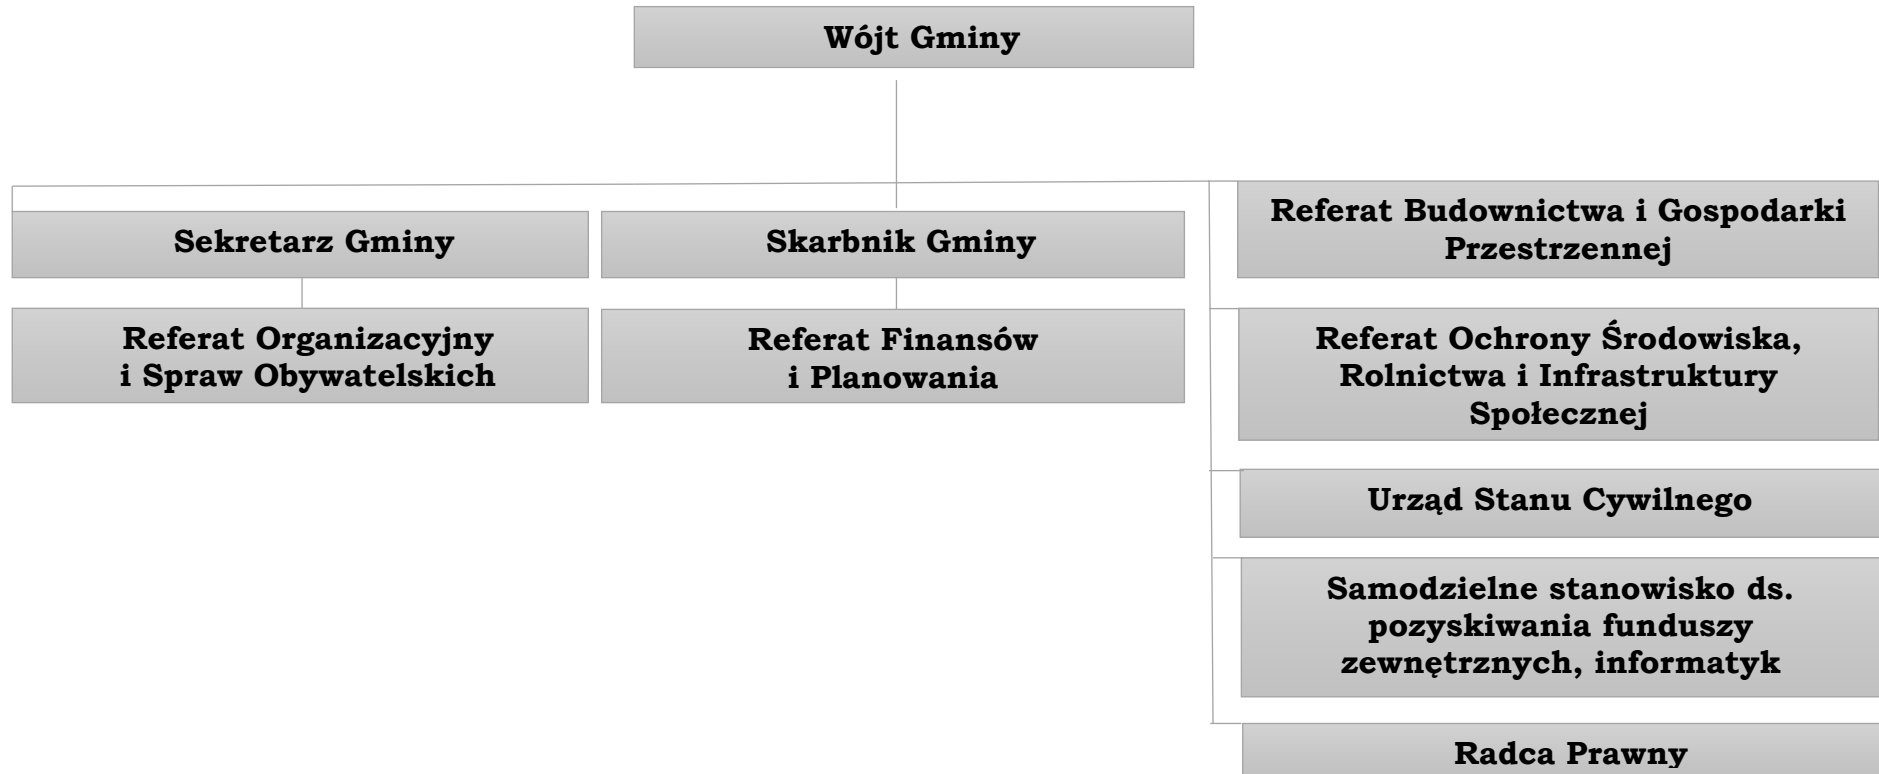 Wójt Gminy
Sekretarz Gminy
Skarbnik Gminy
Referat Organizacyjny
i Spraw Obywatelskich
Referat Finansów
i Planowania
Referat Budownictwa i Gospodarki
Przestrzennej
Referat Ochrony Środowiska,
Rolnictwa i Infrastruktury
Społecznej
Urząd Stanu Cywilnego
Samodzielne stanowisko ds.
pozyskiwania funduszy
zewnętrznych, informatyk
Radca Prawny